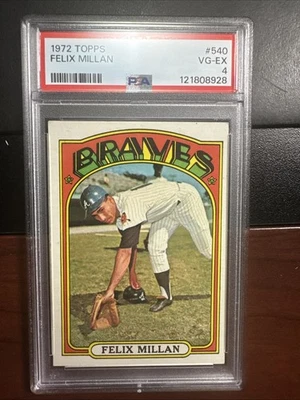 1972 TOPPS #540
FELIX MILLAN VG-EX
PSA 4
121808928
BRAVES
A
FELIX MILLAN